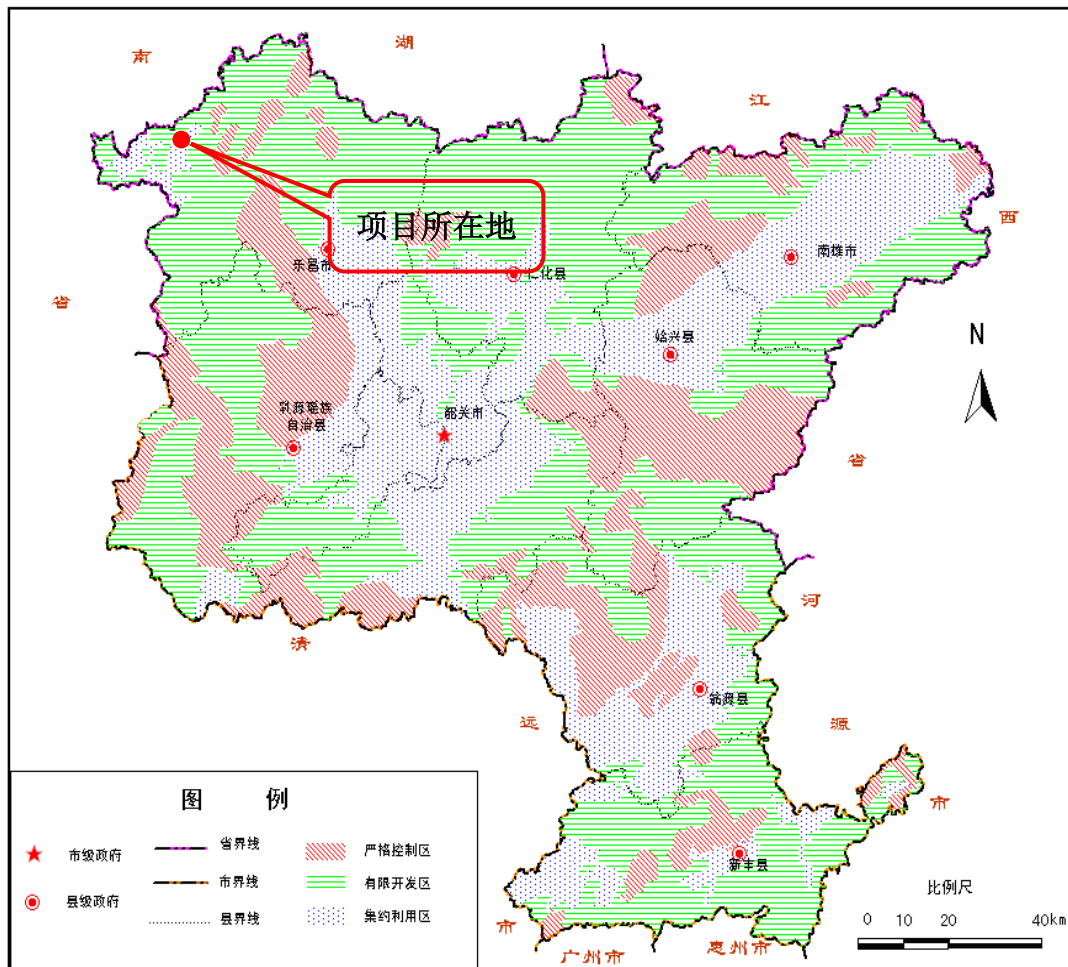 南
湖
江
西
省
项目所在地
乐昌市
仁化县
南雄市
始兴县
N
乳源瑶族
自治县
韶关市
省
河
清
翁源县
远
源
市
新丰县
市
广州市
惠州市
图 例
市级政府
省界线
严格控制区
县级政府
市界线
有限开发区
县界线
集约利用区
比例尺
0 10 20 40km